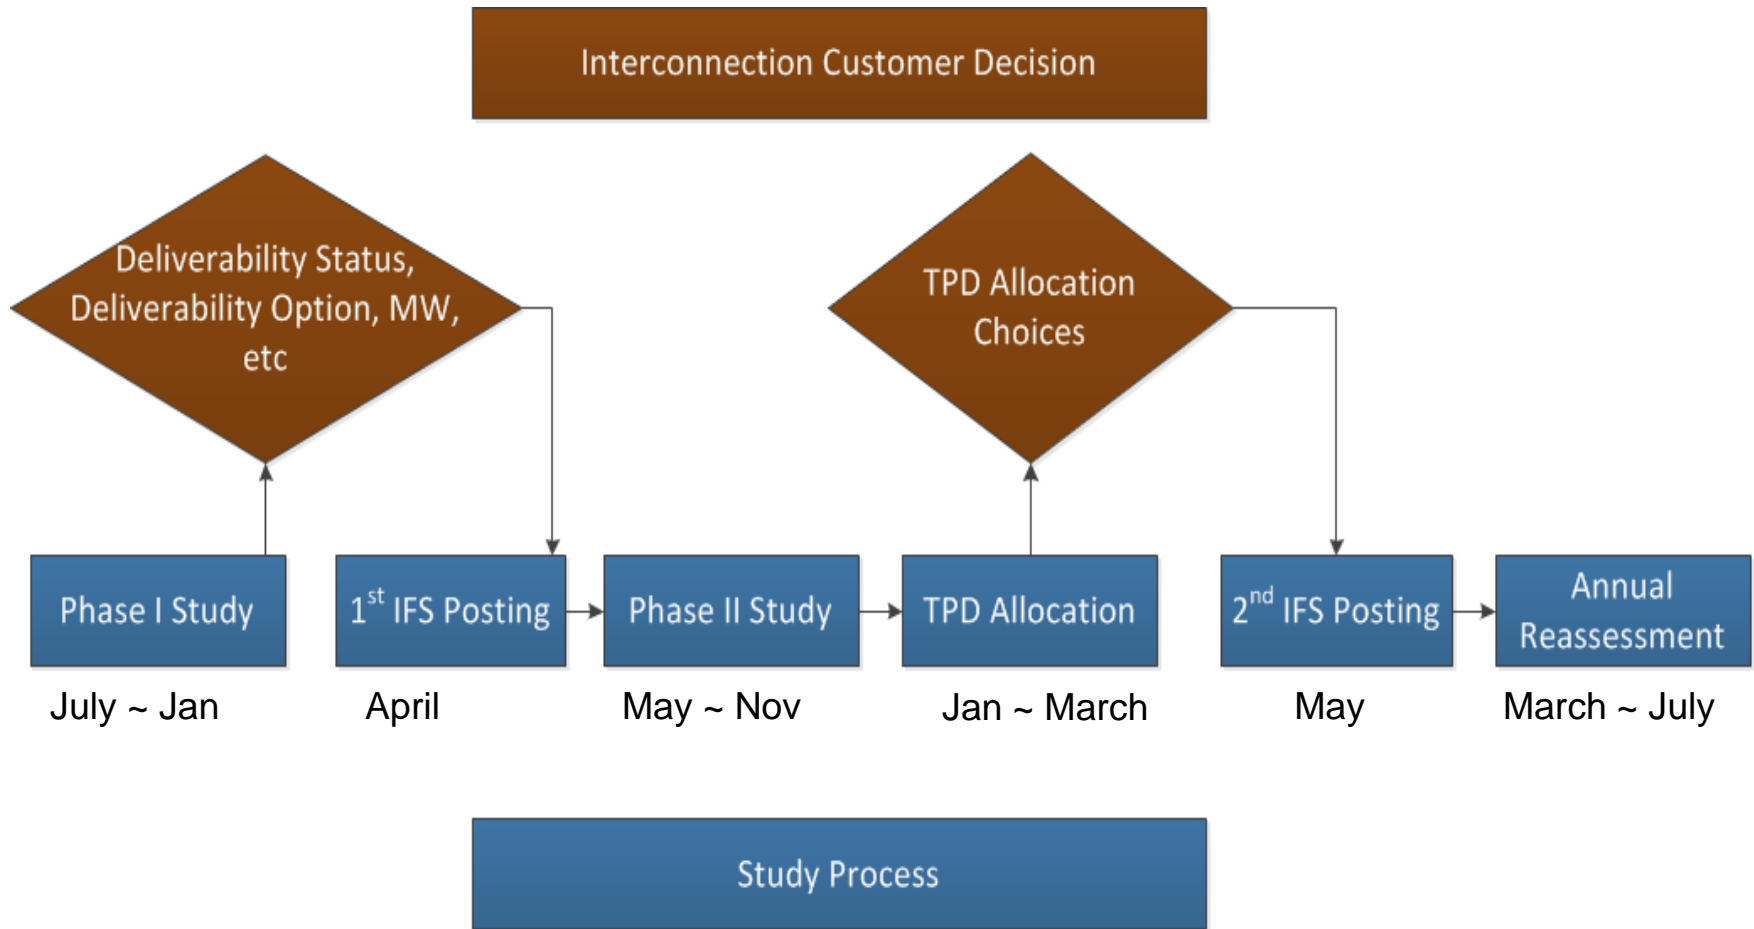 Interconnection Customer Decision
Deliverability Status,
Deliverability Option, MW,
etc
TPD Allocation
Choices
Phase I Study
1st IFS Posting
Phase II Study
TPD Allocation
2nd IFS Posting
Annual
Reassessment
July ~ Jan
April
May ~ Nov
Jan ~ March
May
March ~ July
Study Process